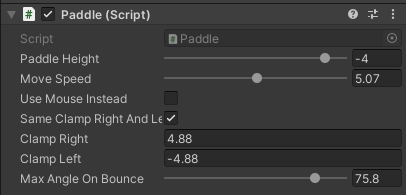 Paddle (Script)
Script Paddle
Paddle Height -4
Move Speed 5.07
Use Mouse Instead
Same Clamp Right And Le
Clamp Right 4.88
Clamp Left -4.88
Max Angle On Bounce 75.8